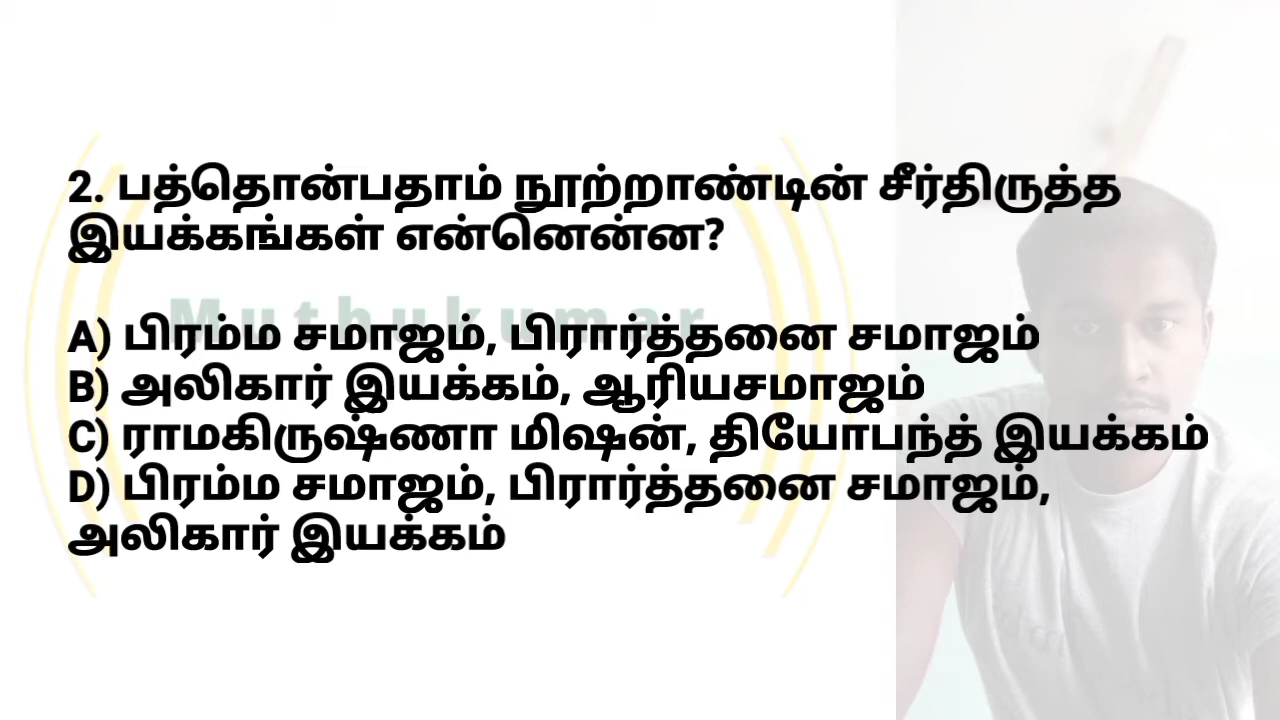 2. பத்தொன்பதாம் நூற்றாண்டின் சீர்திருத்த
இயக்கங்கள் என்னென்ன?
Muthukumar
A) பிரம்ம சமாஜம், பிரார்த்தனை சமாஜம்
B) அலிகார் இயக்கம், ஆரியசமாஜம்
C) ராமகிருஷ்ணா மிஷன், தியோபந்த் இயக்கம்
D) பிரம்ம சமாஜம், பிரார்த்தனை சமாஜம்,
அலிகார் இயக்கம்